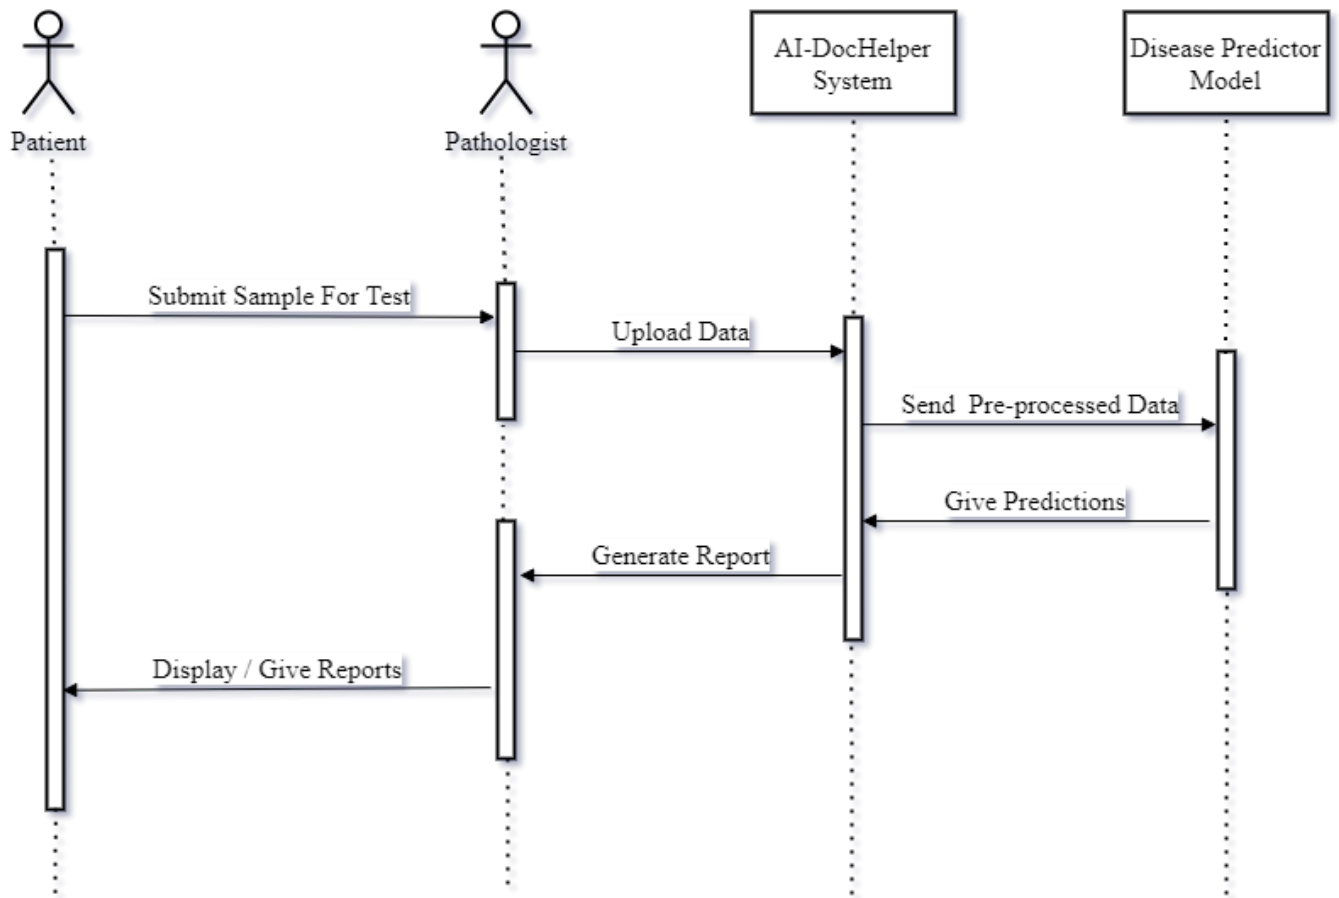 AI-DocHelper
System
Disease Predictor
Model
Patient
Pathologist
Submit Sample For Test
Upload Data
Send  Pre-processed Data
Give Predictions
Generate Report
Display / Give Reports